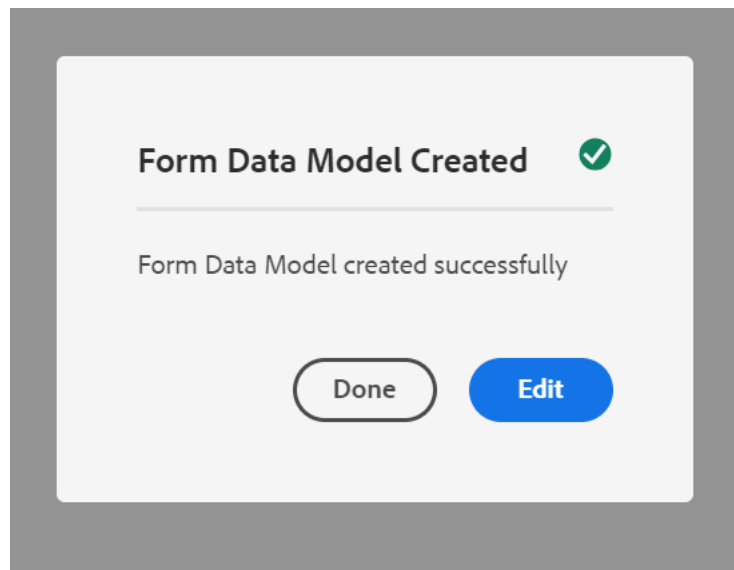 Form Data Model Created
Form Data Model created successfully
Done
Edit